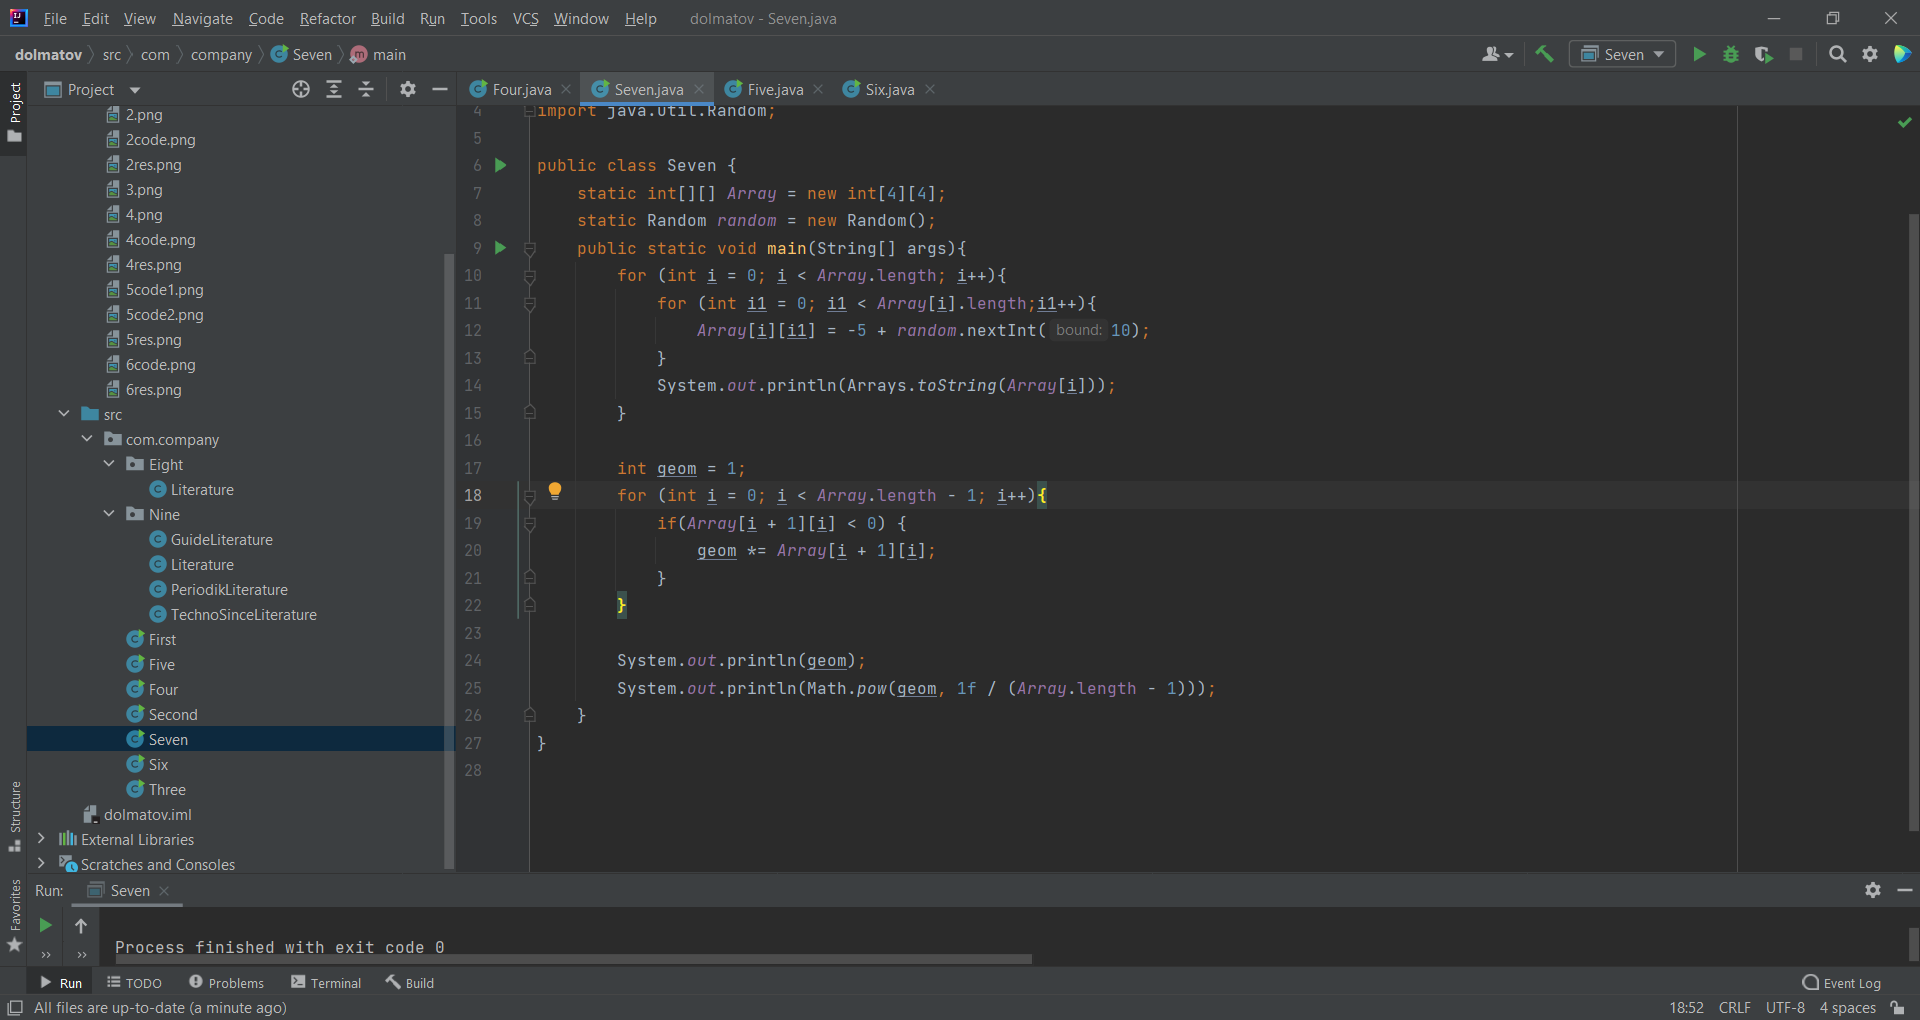 File Edit View Navigate Code Refactor Build Run Tools VCS Window Help dolmatov - Seven.java
dolmatov src com company Seven main
Seven
Project
Project
Four.java Seven.java Five.java Six.java
2.png
2code.png
2res.png
3.png
4.png
4code.png
4res.png
5code1.png
5code2.png
5res.png
6code.png
6res.png
src
com.company
Eight
Literature
Nine
GuideLiterature
Literature
PeriodikLiterature
TechnoSinceLiterature
First
Five
Four
Second
Seven
Six
Three
dolmatov.iml
External Libraries
Scratches and Consoles
Structure
Favorites
4 import java.util.Random;
5
6 public class Seven {
7 static int[][] Array = new int[4][4];
8 static Random random = new Random();
9 public static void main(String[] args){
10 for (int i = 0; i < Array.length; i++){
11 for (int i1 = 0; i1 < Array[i].length;i1++){
12 Array[i][i1] = -5 + random.nextInt( bound: 10);
13 }
14 System.out.println(Arrays.toString(Array[i]));
15 }
16
17 int geom = 1;
18 for (int i = 0; i < Array.length - 1; i++){
19 if(Array[i + 1][i] < 0) {
20 geom *= Array[i + 1][i];
21 }
22 }
23
24 System.out.println(geom);
25 System.out.println(Math.pow(geom, 1f / (Array.length - 1)));
26 }
27 }
28
Run: Seven
Process finished with exit code 0
Run TODO Problems Terminal Build Event Log
All files are up-to-date (a minute ago) 18:52 CRLF UTF-8 4 spaces